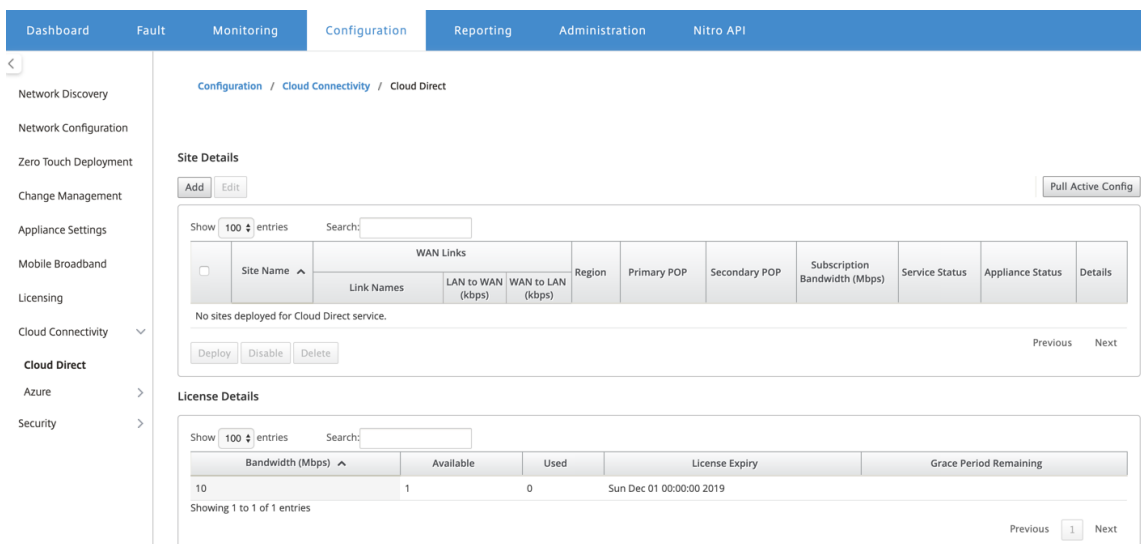 Dashboard Fault Monitoring Configuration Reporting Administration Nitro API
Network Discovery
Network Configuration
Zero Touch Deployment
Change Management
Appliance Settings
Mobile Broadband
Licensing
Cloud Connectivity
Cloud Direct
Azure
Security
Configuration / Cloud Connectivity / Cloud Direct
Site Details
Add Edit Pull Active Config
Show 100 entries Search:
Site Name WAN Links Region Primary POP Secondary POP Subscription Bandwidth (Mbps) Service Status Appliance Status Details
Link Names LAN to WAN (kbps) WAN to LAN (kbps)
No sites deployed for Cloud Direct service.
Previous Next
Deploy Disable Delete
License Details
Show 100 entries Search:
Bandwidth (Mbps) Available Used License Expiry Grace Period Remaining
10 1 0 Sun Dec 01 00:00:00 2019
Showing 1 to 1 of 1 entries
Previous 1 Next